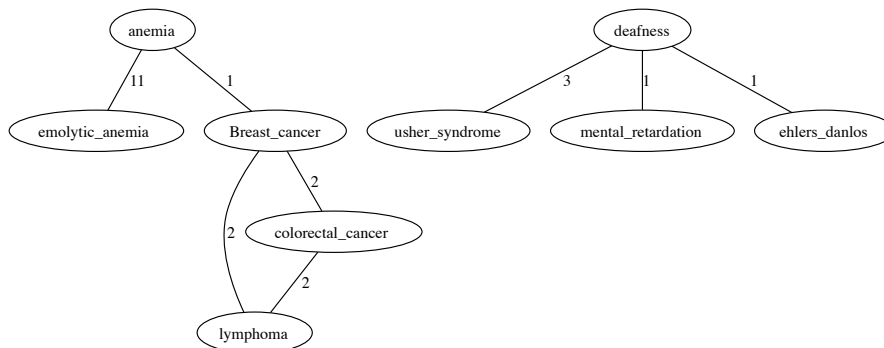 anemia
deafness
11
1
3
1
1
emolytic_anemia
Breast_cancer
usher_syndrome
mental_retardation
ehlers_danlos
2
2
colorectal_cancer
2
lymphoma